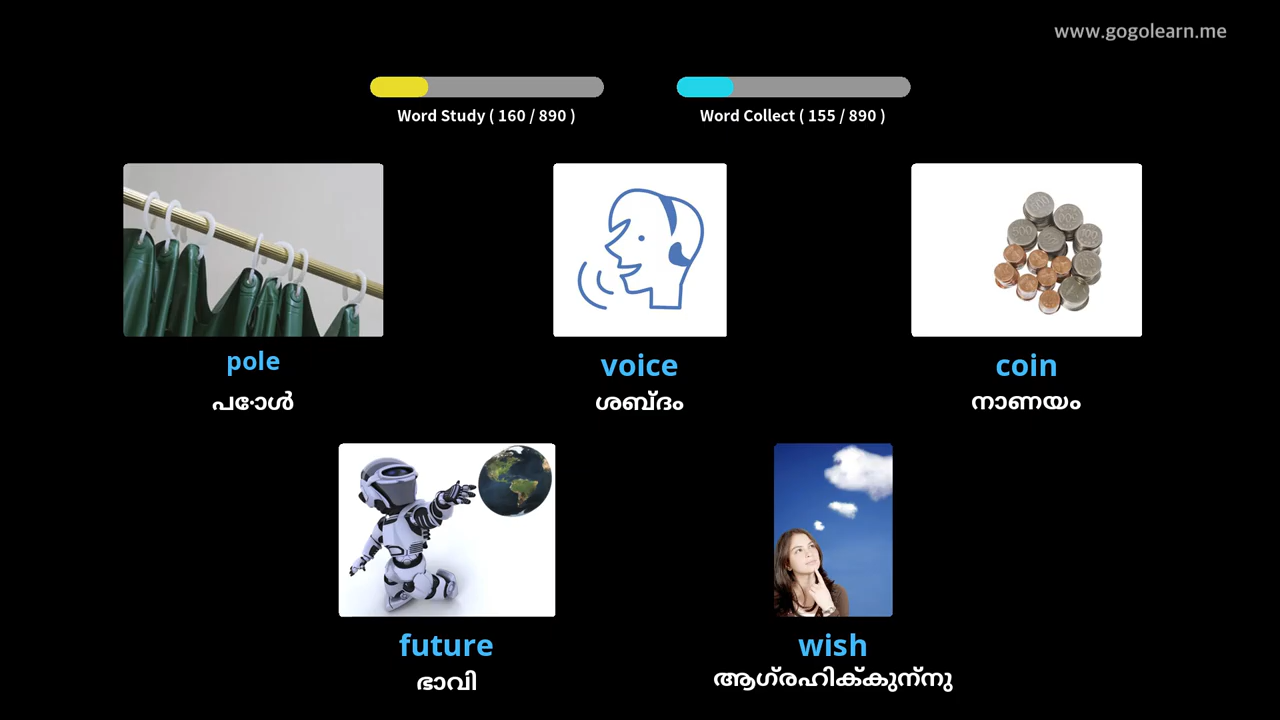 www.gogolearn.me
Word Study ( 160 / 890 )
Word Collect ( 155 / 890 )
pole
പോൾ
voice
ശബ്ദം
coin
നാണയം
future
ഭാവി
wish
ആഗ്രഹിക്കുന്നു